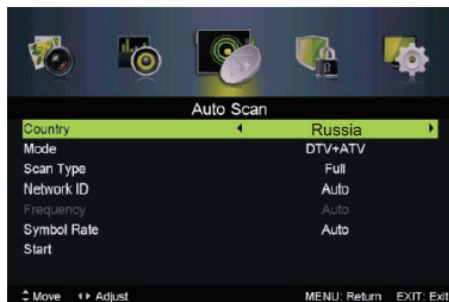 Auto Scan
Country Russia
Mode DTV+ATV
Scan Type Full
Network ID Auto
Frequency Auto
Symbol Rate Auto
Start
Move Adjust MENU: Return EXIT: Exit